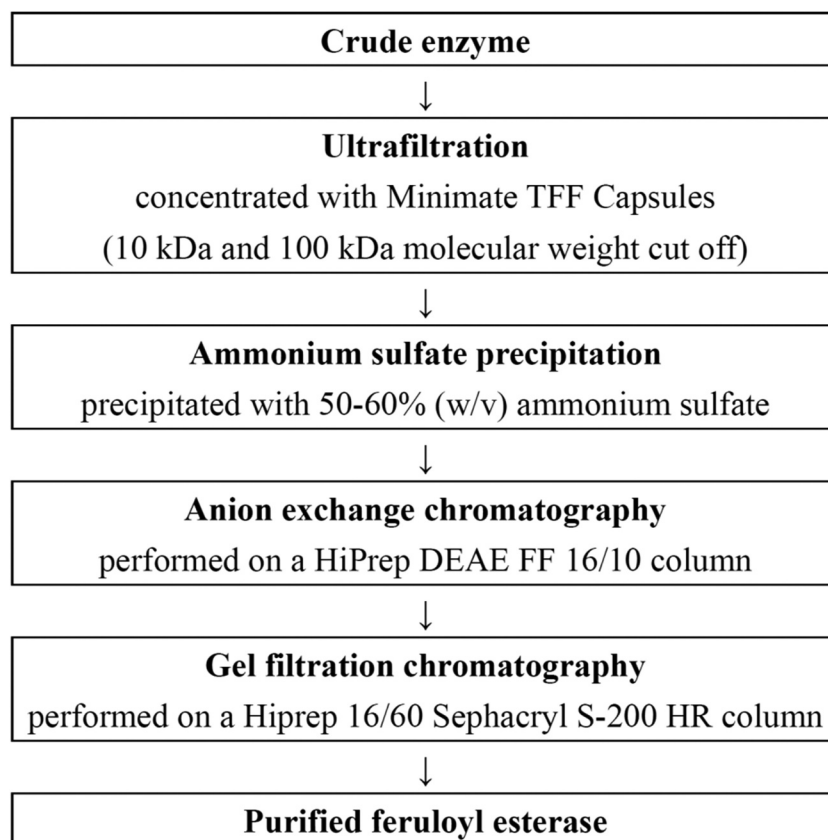 Crude enzyme
↓
Ultrafiltration
concentrated with Minimate TFF Capsules
(10 kDa and 100 kDa molecular weight cut off)
↓
Ammonium sulfate precipitation
precipitated with 50-60% (w/v) ammonium sulfate
↓
Anion exchange chromatography
performed on a HiPrep DEAE FF 16/10 column
↓
Gel filtration chromatography
performed on a Hiprep 16/60 Sephacryl S-200 HR column
↓
Purified feruloyl esterase